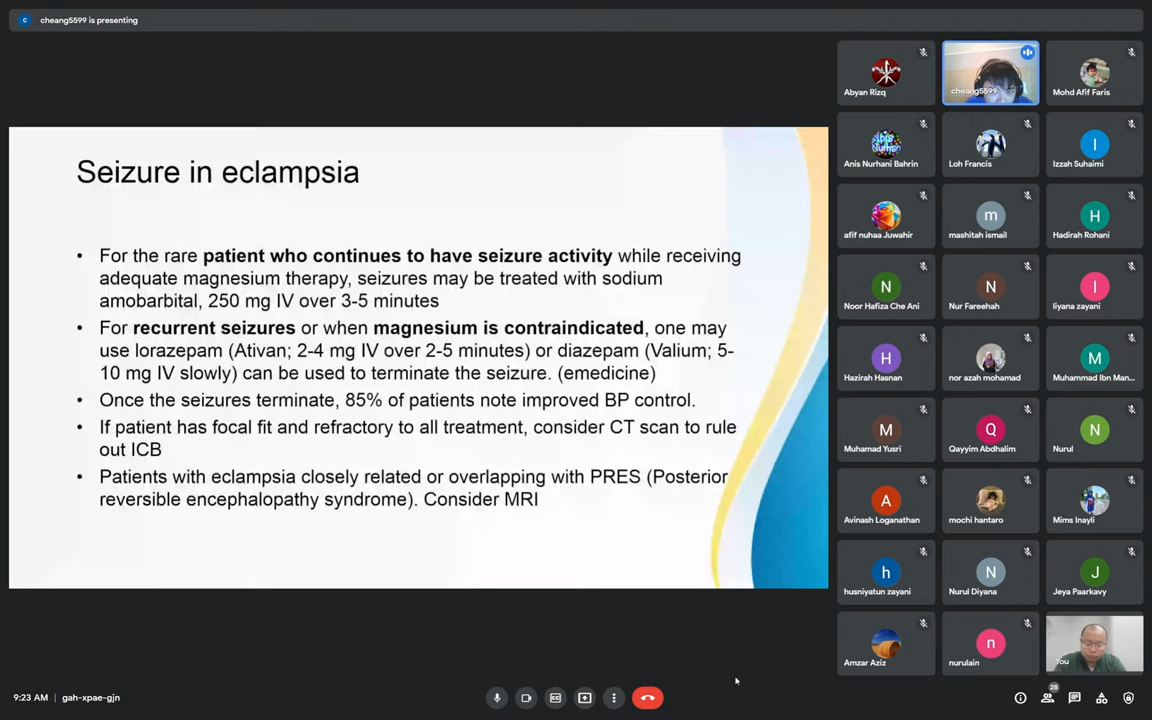 cheang5599 is presenting
Seizure in eclampsia
• For the rare patient who continues to have seizure activity while receiving
adequate magnesium therapy, seizures may be treated with sodium
amobarbital, 250 mg IV over 3-5 minutes
• For recurrent seizures or when magnesium is contraindicated, one may
use lorazepam (Ativan; 2-4 mg IV over 2-5 minutes) or diazepam (Valium; 5-
10 mg IV slowly) can be used to terminate the seizure. (emedicine)
• Once the seizures terminate, 85% of patients note improved BP control.
• If patient has focal fit and refractory to all treatment, consider CT scan to rule
out ICB
• Patients with eclampsia closely related or overlapping with PRES (Posterior
reversible encephalopathy syndrome). Consider MRI
Abyan Rizq
cheang5599
Mohd Afif Faris
Anis Nurhani Bahrin
Loh Francis
I
Izzah Suhaimi
afif nuhaa Juwahir
m
mashitah ismail
H
Hadirah Rohani
N
Noor Hafiza Che Ani
N
Nur Fareehah
l
liyana zayani
H
Hazirah Hasnan
nor azah mohamad
M
Muhammad Ibn Man...
M
Muhamad Yusri
Q
Qayyim Abdhalim
N
Nurul
A
Avinash Loganathan
mochi hantaro
Mims Inayli
h
husniyatun zayani
N
Nurul Diyana
J
Jeya Paarkavy
Amzar Aziz
n
nurulain
You
9:23 AM | gah-xpae-gjn
28